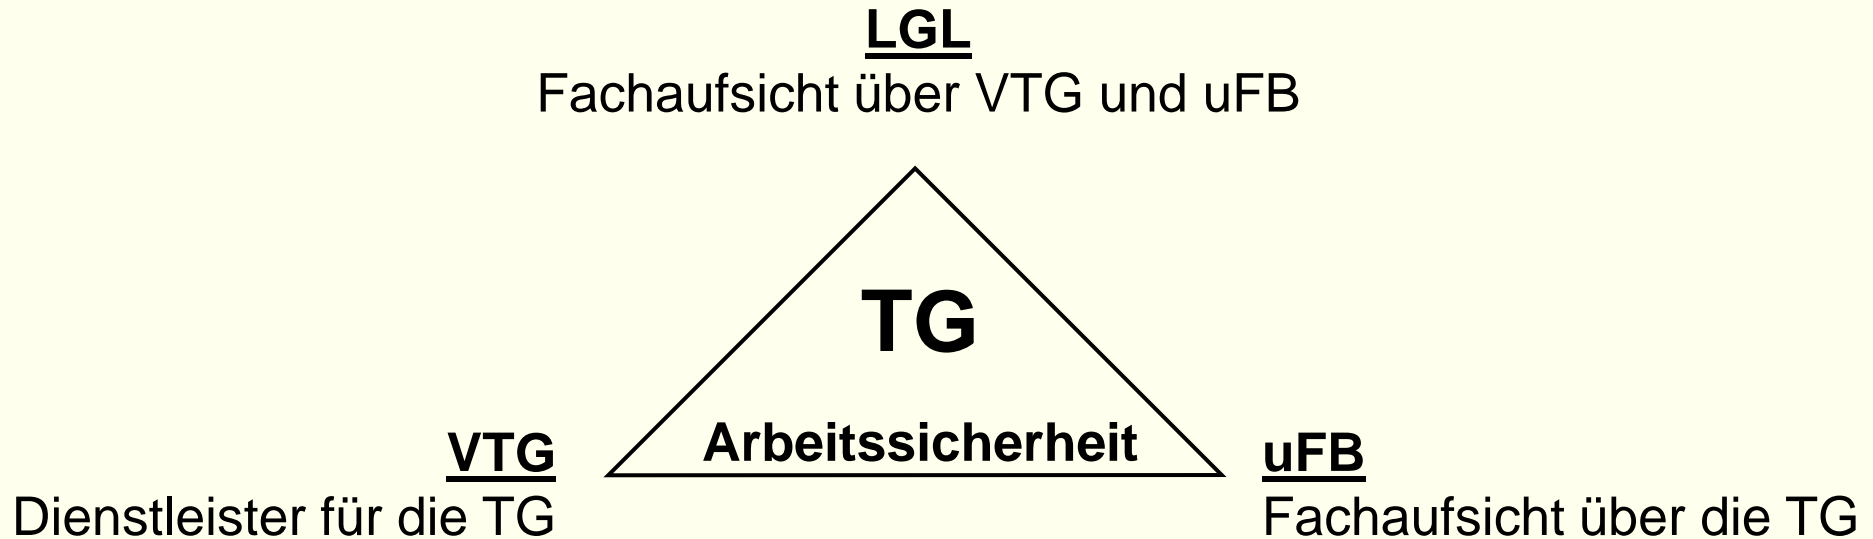 LGL
Fachaufsicht über VTG und uFB
TG
Arbeitssicherheit
VTG
Dienstleister für die TG
uFB
Fachaufsicht über die TG